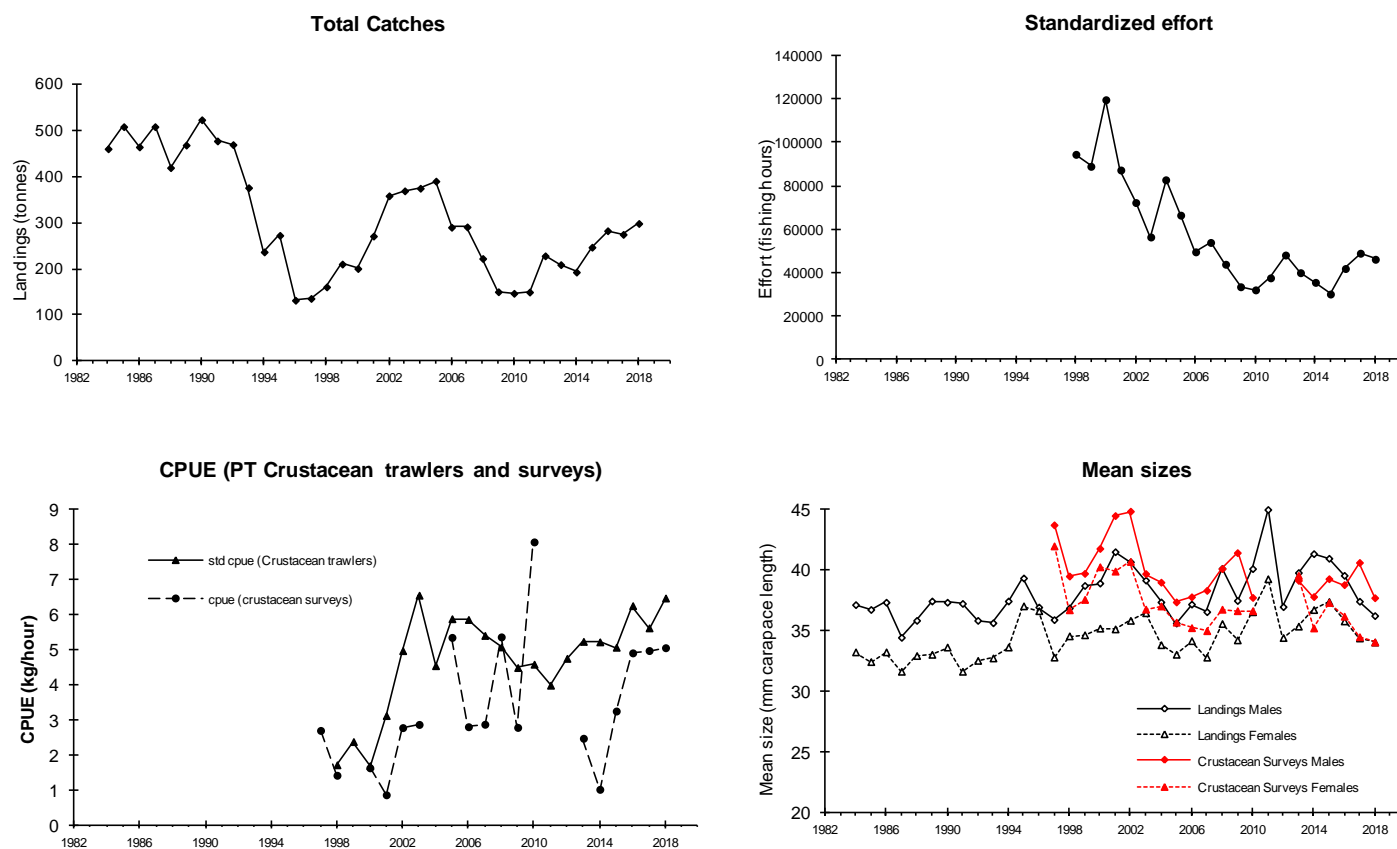 Total Catches
Landings (tonnes)
600
500
400
300
200
100
0
1982 1986 1990 1994 1998 2002 2006 2010 2014 2018
Standardized effort
Effort (fishing hours)
140000
120000
100000
80000
60000
40000
20000
0
1982 1986 1990 1994 1998 2002 2006 2010 2014 2018
CPUE (PT Crustacean trawlers and surveys)
CPUE (kg/hour)
9
8
7
6
5
4
3
2
1
0
std cpue (Crustacean trawlers)
cpue (crustacean surveys)
1982 1986 1990 1994 1998 2002 2006 2010 2014 2018
Mean sizes
Mean size (mm carapace length)
45
40
35
30
25
20
Landings Males
Landings Females
Crustacean Surveys Males
Crustacean Surveys Females
1982 1986 1990 1994 1998 2002 2006 2010 2014 2018